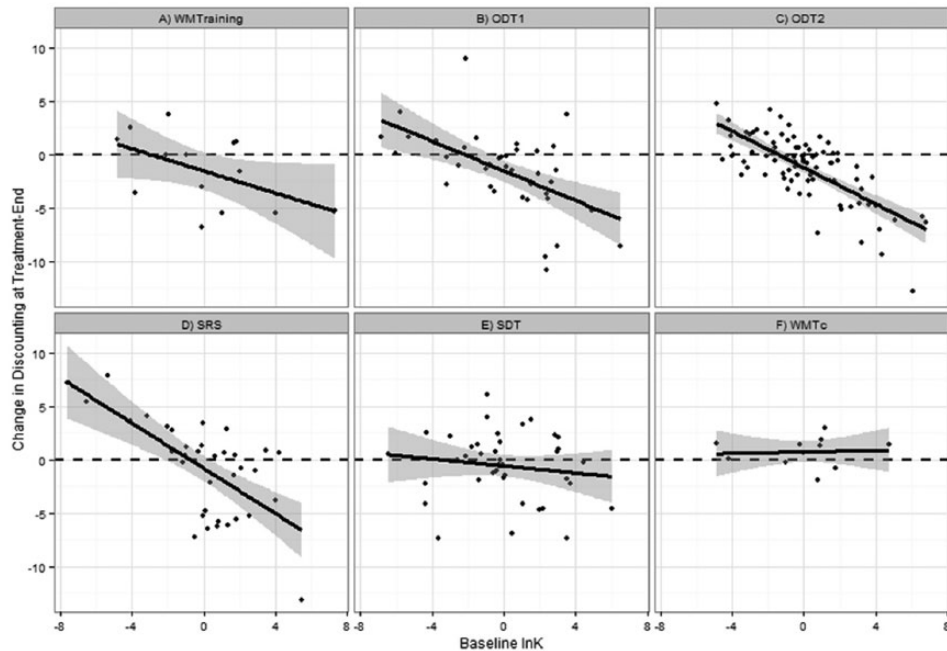 A) WMTraining
B) ODT1
C) ODT2
10
5
0
-5
-10
D) SRS
E) SDT
F) WMTc
10
5
0
-5
-10
-8 -4 0 4 8
-8 -4 0 4 8
-8 -4 0 4 8
Change in Discounting at Treatment-End
Baseline lnK